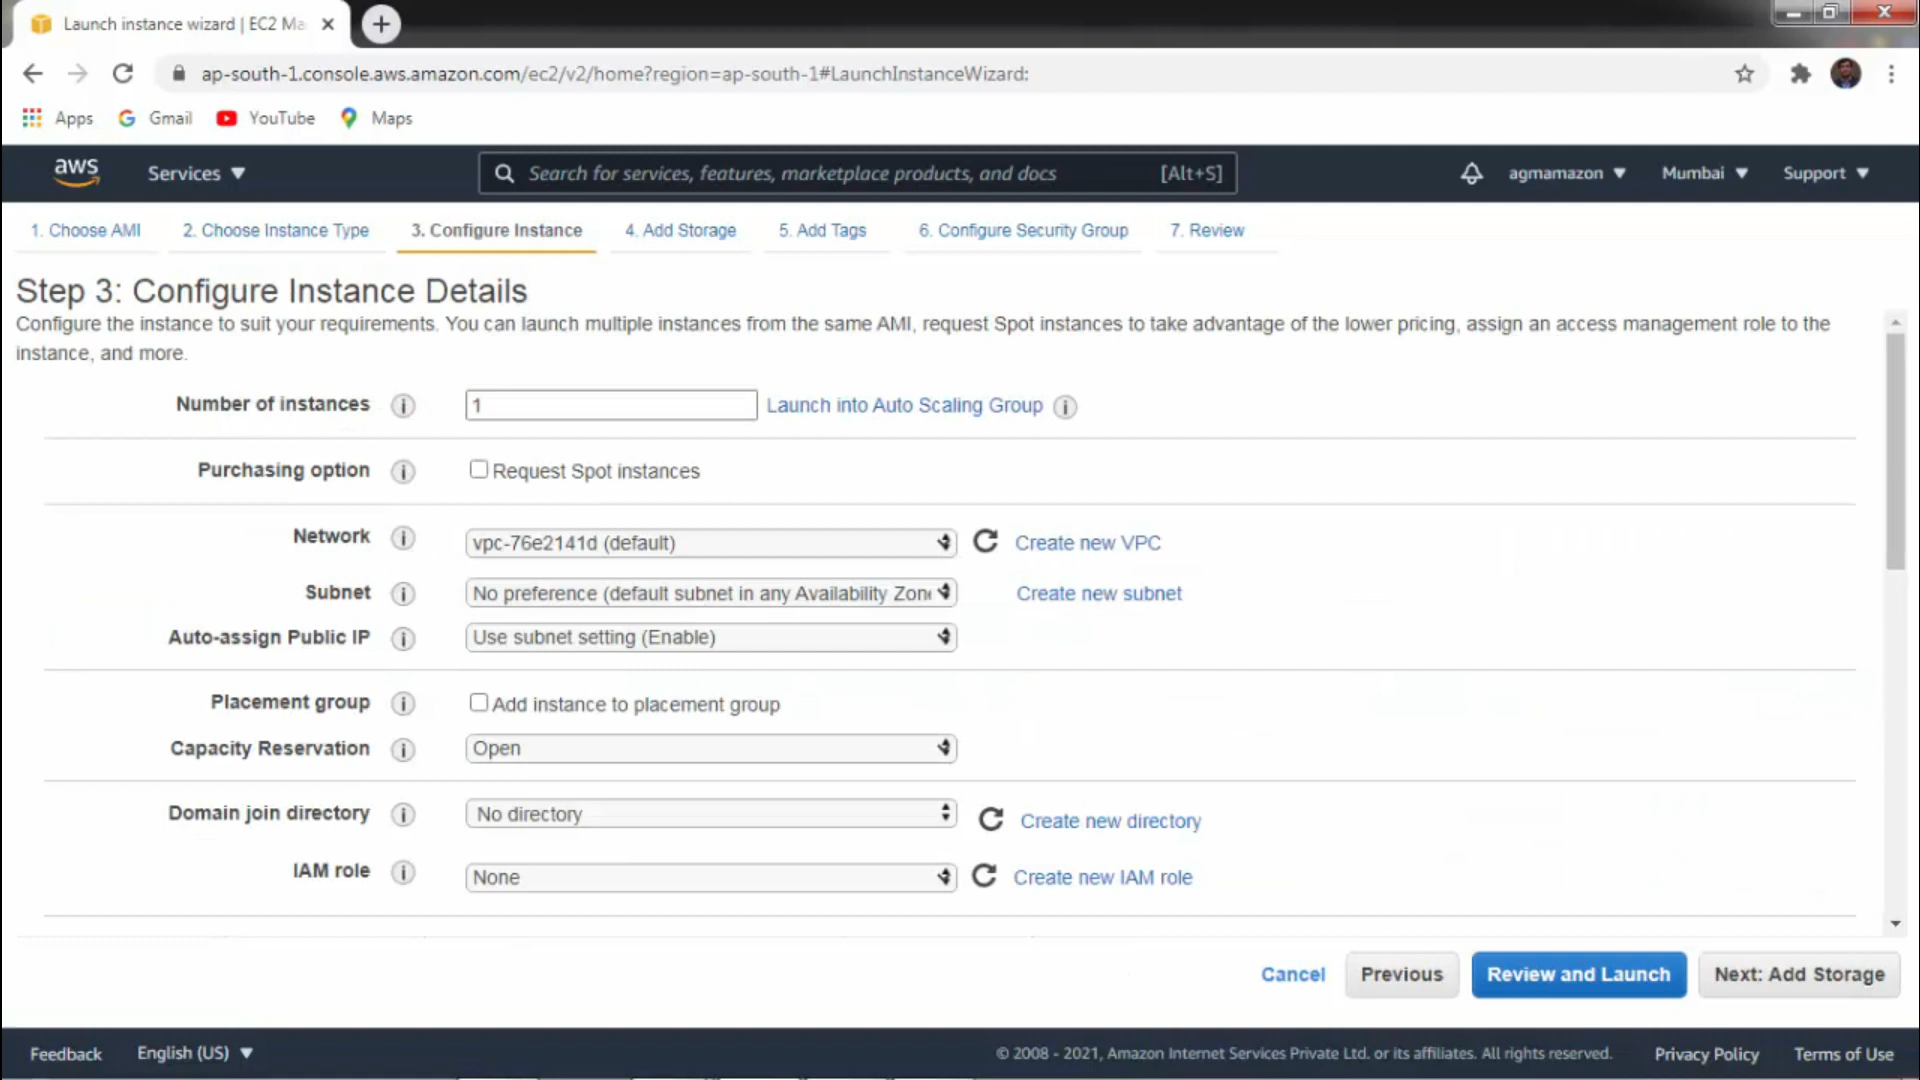 Launch instance wizard | EC2 Ma
ap-south-1.console.aws.amazon.com/ec2/v2/home?region=ap-south-1#LaunchInstanceWizard:
Apps Gmail YouTube Maps
aws Services Search for services, features, marketplace products, and docs [Alt+S] agmamazon Mumbai Support
1. Choose AMI 2. Choose Instance Type 3. Configure Instance 4. Add Storage 5. Add Tags 6. Configure Security Group 7. Review
Step 3: Configure Instance Details
Configure the instance to suit your requirements. You can launch multiple instances from the same AMI, request Spot instances to take advantage of the lower pricing, assign an access management role to the
instance, and more.
Number of instances 1 Launch into Auto Scaling Group
Purchasing option Request Spot instances
Network vpc-76e2141d (default) Create new VPC
Subnet No preference (default subnet in any Availability Zone Create new subnet
Auto-assign Public IP Use subnet setting (Enable)
Placement group Add instance to placement group
Capacity Reservation Open
Domain join directory No directory Create new directory
IAM role None Create new IAM role
Cancel Previous Review and Launch Next: Add Storage
Feedback English (US) © 2008 - 2021, Amazon Internet Services Private Ltd. or its affiliates. All rights reserved. Privacy Policy Terms of Use